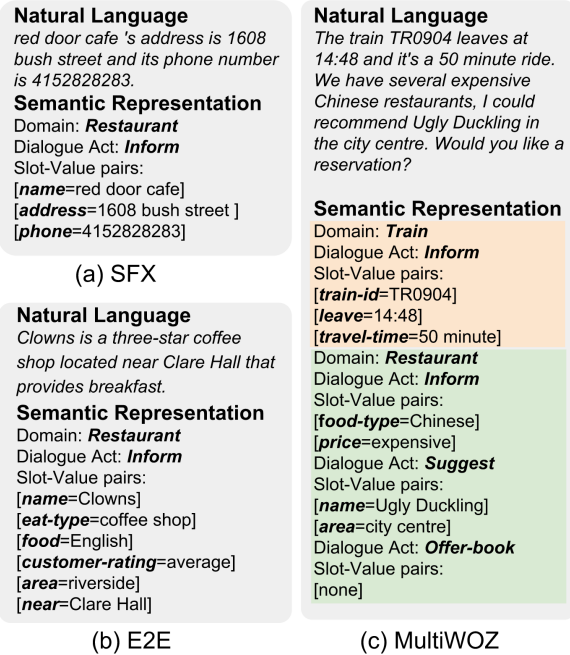 Natural Language
red door cafe 's address is 1608
bush street and its phone number
is 4152828283.
Semantic Representation
Domain: Restaurant
Dialogue Act: Inform
Slot-Value pairs:
[name=red door cafe]
[address=1608 bush street ]
[phone=4152828283]
(a) SFX
Natural Language
Clowns is a three-star coffee
shop located near Clare Hall that
provides breakfast.
Semantic Representation
Domain: Restaurant
Dialogue Act: Inform
Slot-Value pairs:
[name=Clowns]
[eat-type=coffee shop]
[food=English]
[customer-rating=average]
[area=riverside]
[near=Clare Hall]
(b) E2E
Natural Language
The train TR0904 leaves at
14:48 and it's a 50 minute ride.
We have several expensive
Chinese restaurants, I could
recommend Ugly Duckling in
the city centre. Would you like a
reservation?
Semantic Representation
Domain: Train
Dialogue Act: Inform
Slot-Value pairs:
[train-id=TR0904]
[leave=14:48]
[travel-time=50 minute]
Domain: Restaurant
Dialogue Act: Inform
Slot-Value pairs:
[food-type=Chinese]
[price=expensive]
Dialogue Act: Suggest
Slot-Value pairs:
[name=Ugly Duckling]
[area=city centre]
Dialogue Act: Offer-book
Slot-Value pairs:
[none]
(c) MultiWOZ